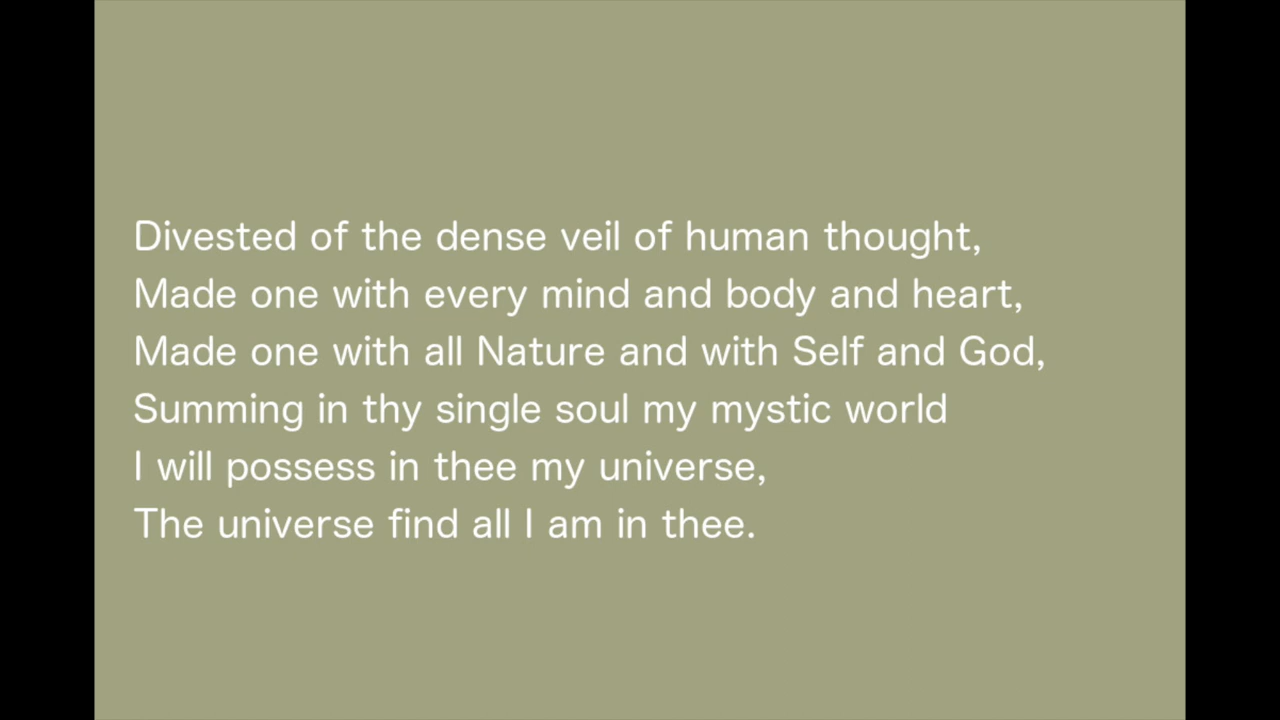 Divested of the dense veil of human thought,
Made one with every mind and body and heart,
Made one with all Nature and with Self and God,
Summing in thy single soul my mystic world
I will possess in thee my universe,
The universe find all I am in thee.